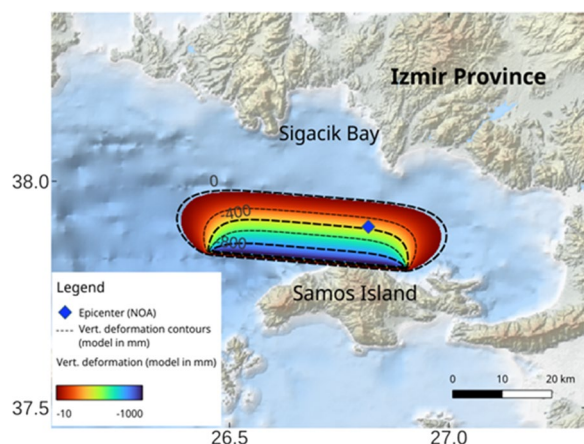 Izmir Province
Sigacik Bay
38.0
0
-400
-800
Samos Island
Legend
Epicenter (NOA)
Vert. deformation contours
(model in mm)
Vert. deformation (model in mm)
-10 -1000
0 10 20 km
37.5
26.5 27.0